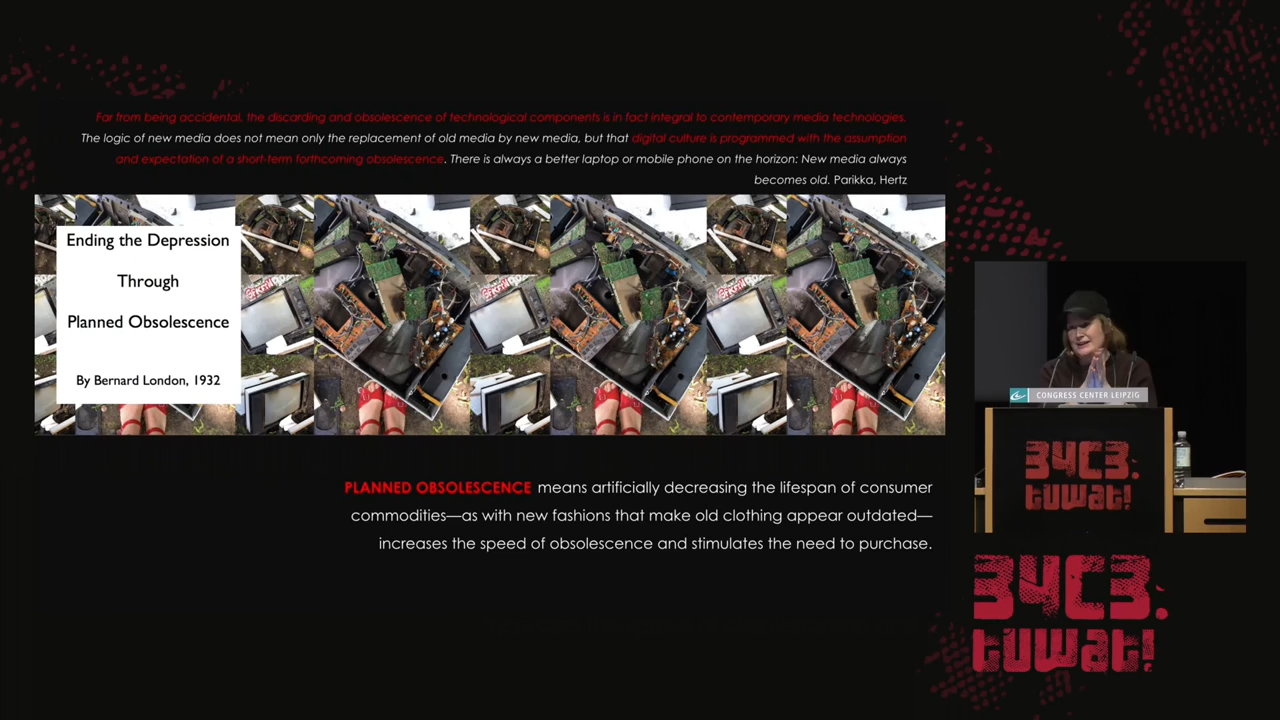 Far from being accidental, the discarding and obsolescence of technological components is in fact integral to contemporary media technologies.
The logic of new media does not mean only the replacement of old media by new media, but that digital culture is programmed with the assumption
and expectation of a short-term forthcoming obsolescence. There is always a better laptop or mobile phone on the horizon: New media always
becomes old. Parikka, Hertz
Ending the Depression
Through
Planned Obsolescence
By Bernard London, 1932
PLANNED OBSOLESCENCE means artificially decreasing the lifespan of consumer
commodities—as with new fashions that make old clothing appear outdated—
increases the speed of obsolescence and stimulates the need to purchase.
CONGRESS CENTER LEIPZIG
34C3.
tuwat!
34C3.
tuwat!